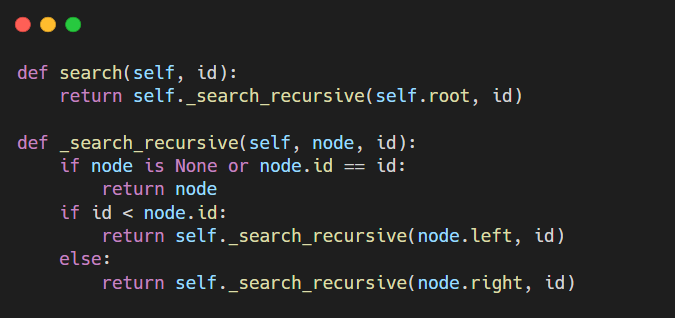 def search(self, id):
    return self._search_recursive(self.root, id)

def _search_recursive(self, node, id):
    if node is None or node.id == id:
        return node
    if id < node.id:
        return self._search_recursive(node.left, id)
    else:
        return self._search_recursive(node.right, id)